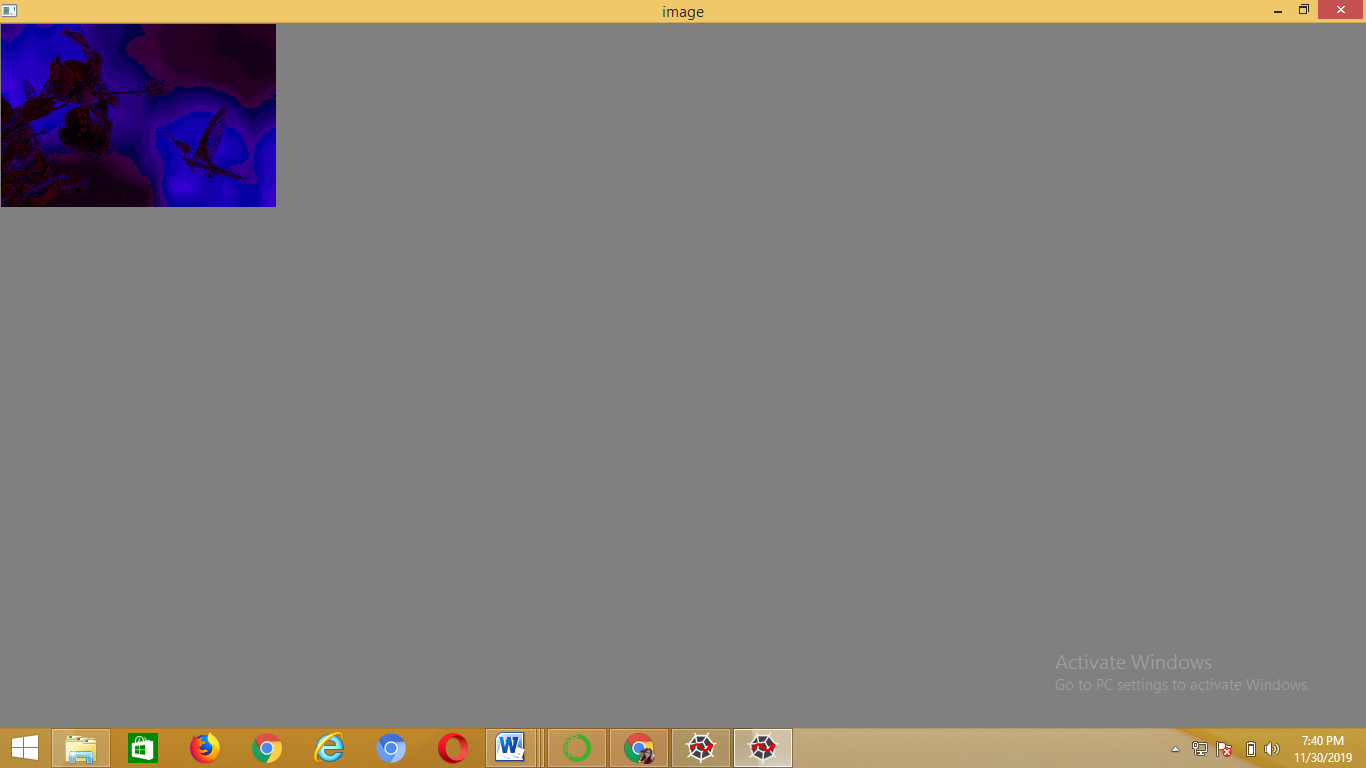 image
Activate Windows
Go to PC settings to activate Windows.
7:40 PM
11/30/2019